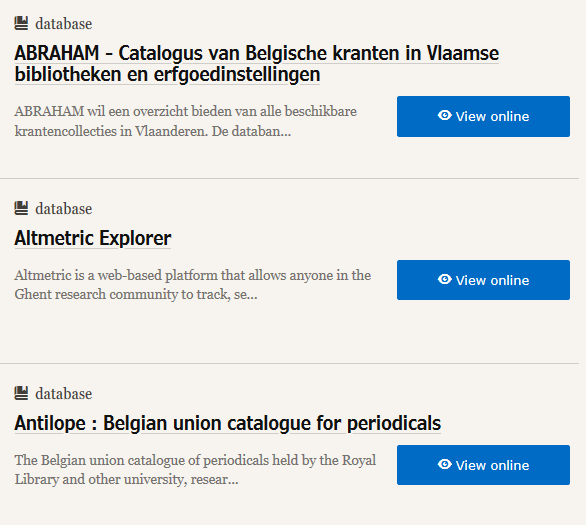 database
ABRAHAM - Catalogus van Belgische kranten in Vlaamse
bibliotheken en erfgoedinstellingen
ABRAHAM wil een overzicht bieden van alle beschikbare
krantencollecties in Vlaanderen. De databan...
View online
database
Altmetric Explorer
Altmetric is a web-based platform that allows anyone in the
Ghent research community to track, se...
View online
database
Antilope : Belgian union catalogue for periodicals
The Belgian union catalogue of periodicals held by the Royal
Library and other university, resear...
View online